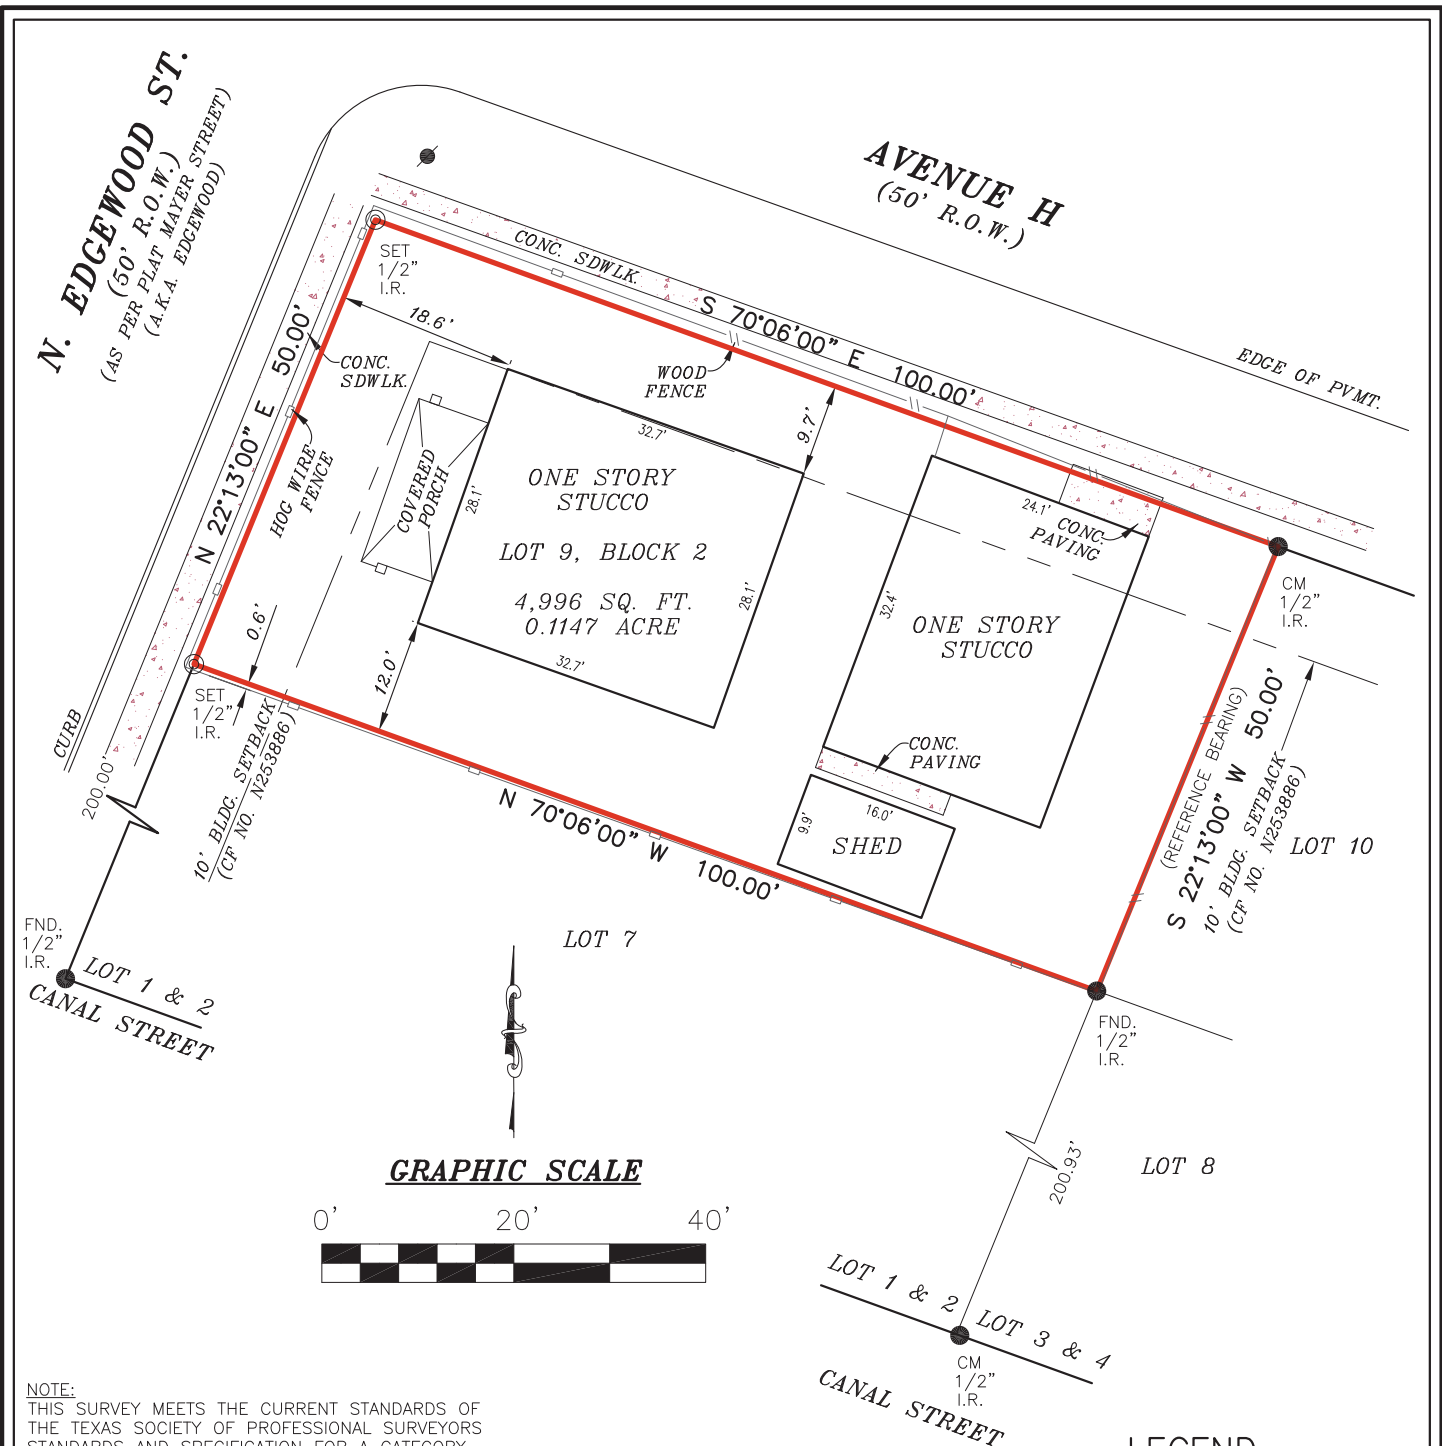 N. EDGEWOOD ST.
(50' R.O.W.)
(AS PER PLAT MAYER STREET)
(A.K.A. EDGEWOOD)
AVENUE H
(50' R.O.W.)
CONC. SDWLK.
SET
1/2"
I.R.
S 70°06'00" E 100.00'
EDGE OF PVMT.
18.6'
CONC.
SDWLK.
WOOD
FENCE
N 22°13'00" E 50.00'
HOG WIRE
FENCE
COVERED
PORCH
32.7'
28.1'
9.7'
ONE STORY
STUCCO
LOT 9, BLOCK 2
4,996 SQ. FT.
0.1147 ACRE
28.1'
32.7'
24.1'
CONC.
PAVING
32.4'
ONE STORY
STUCCO
CM
1/2"
I.R.
0.6'
12.0'
SET
1/2"
I.R.
CURB
200.00'
10' BLDG. SETBACK
(CF NO. N253886)
N 70°06'00" W 100.00'
CONC.
PAVING
16.0'
9.9'
SHED
(REFERENCE BEARING)
S 22°13'00" W 50.00'
10' BLDG. SETBACK
(CF NO. N253886)
LOT 10
FND.
1/2"
I.R.
LOT 1 & 2
CANAL STREET
LOT 7
FND.
1/2"
I.R.
200.93'
LOT 8
GRAPHIC SCALE
0' 20' 40'
LOT 1 & 2 LOT 3 & 4
CM
1/2"
I.R.
CANAL STREET
NOTE:
THIS SURVEY MEETS THE CURRENT STANDARDS OF
THE TEXAS SOCIETY OF PROFESSIONAL SURVEYORS
STANDARDS AND SPECIFICATION FOR A CATEGORY
LEGEND